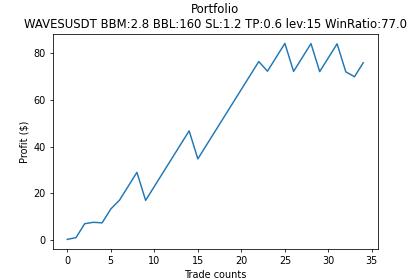 Portfolio
WAVESUSDT BBM:2.8 BBL:160 SL:1.2 TP:0.6 lev:15 WinRatio:77.0
80
60
40
20
0
Profit ($)
0 5 10 15 20 25 30 35
Trade counts